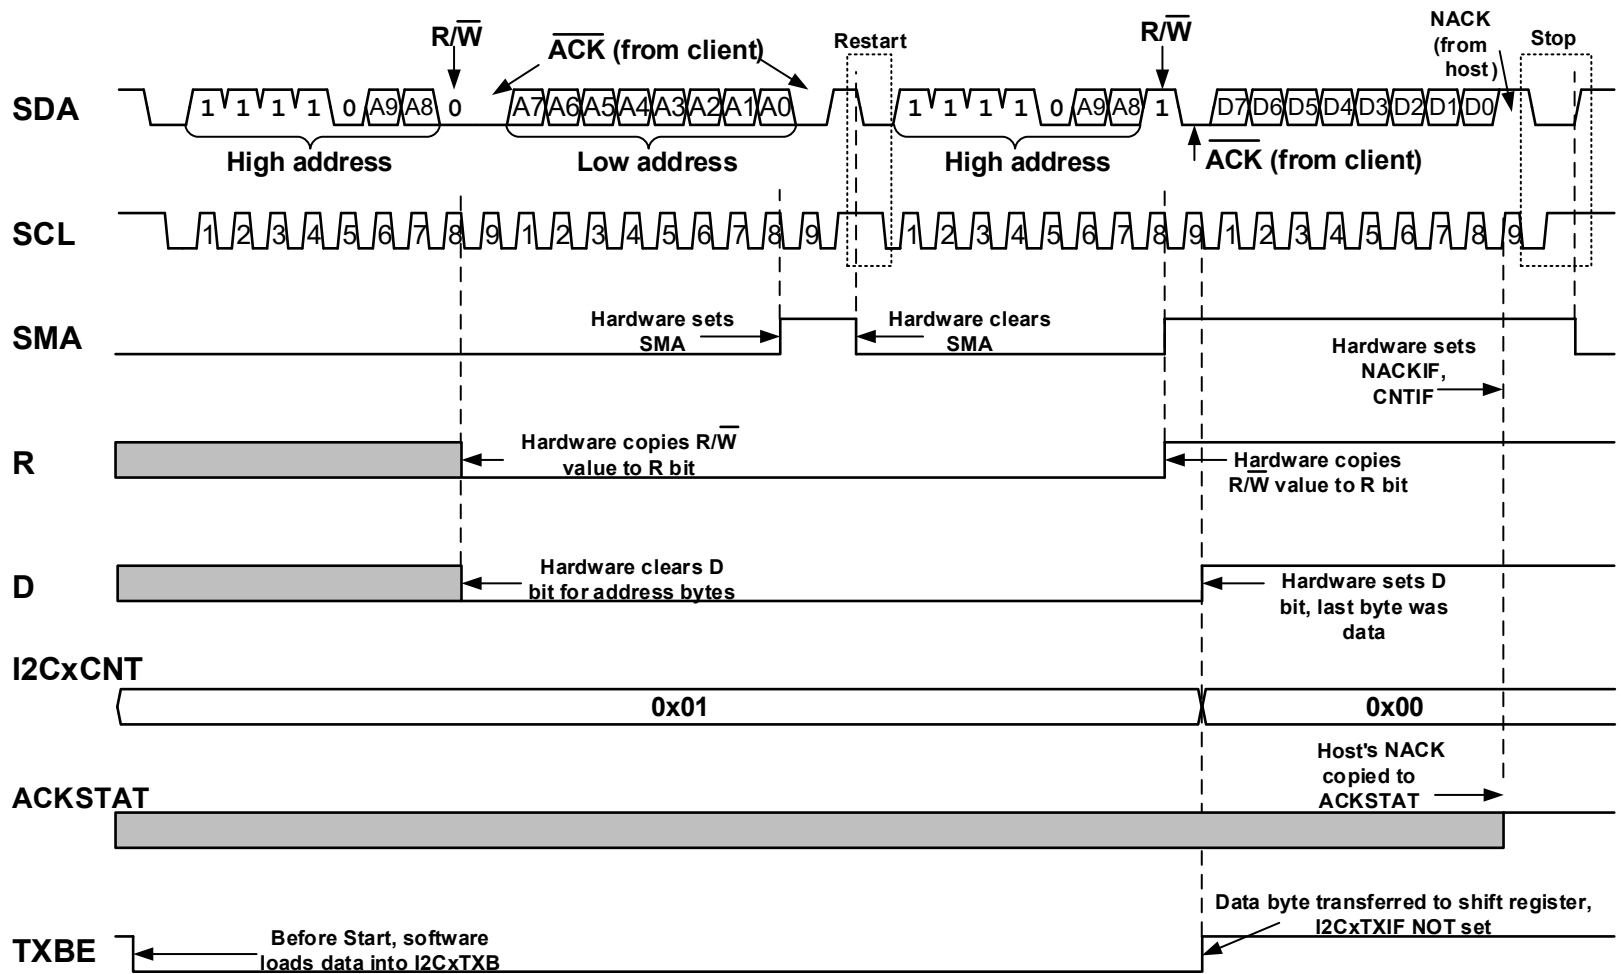 R/W
ACK (from client)
Restart
R/W
NACK
(from
host)
Stop
SDA
1 1 1 1 0 A9 A8 0 A7 A6 A5 A4 A3 A2 A1 A0 1 1 1 1 0 A9 A8 1 D7 D6 D5 D4 D3 D2 D1 D0
High address
Low address
High address
ACK (from client)
SCL
1 2 3 4 5 6 7 8 9 1 2 3 4 5 6 7 8 9 1 2 3 4 5 6 7 8 9 1 2 3 4 5 6 7 8 9
SMA
Hardware sets
SMA
Hardware clears
SMA
Hardware sets
NACKIF,
CNTIF
R
Hardware copies R/W
value to R bit
Hardware copies
R/W value to R bit
D
Hardware clears D
bit for address bytes
Hardware sets D
bit, last byte was
data
I2CxCNT
0x01
0x00
ACKSTAT
Host's NACK
copied to
ACKSTAT
TXBE
Before Start, software
loads data into I2CxTXB
Data byte transferred to shift register,
I2CxTXIF NOT set